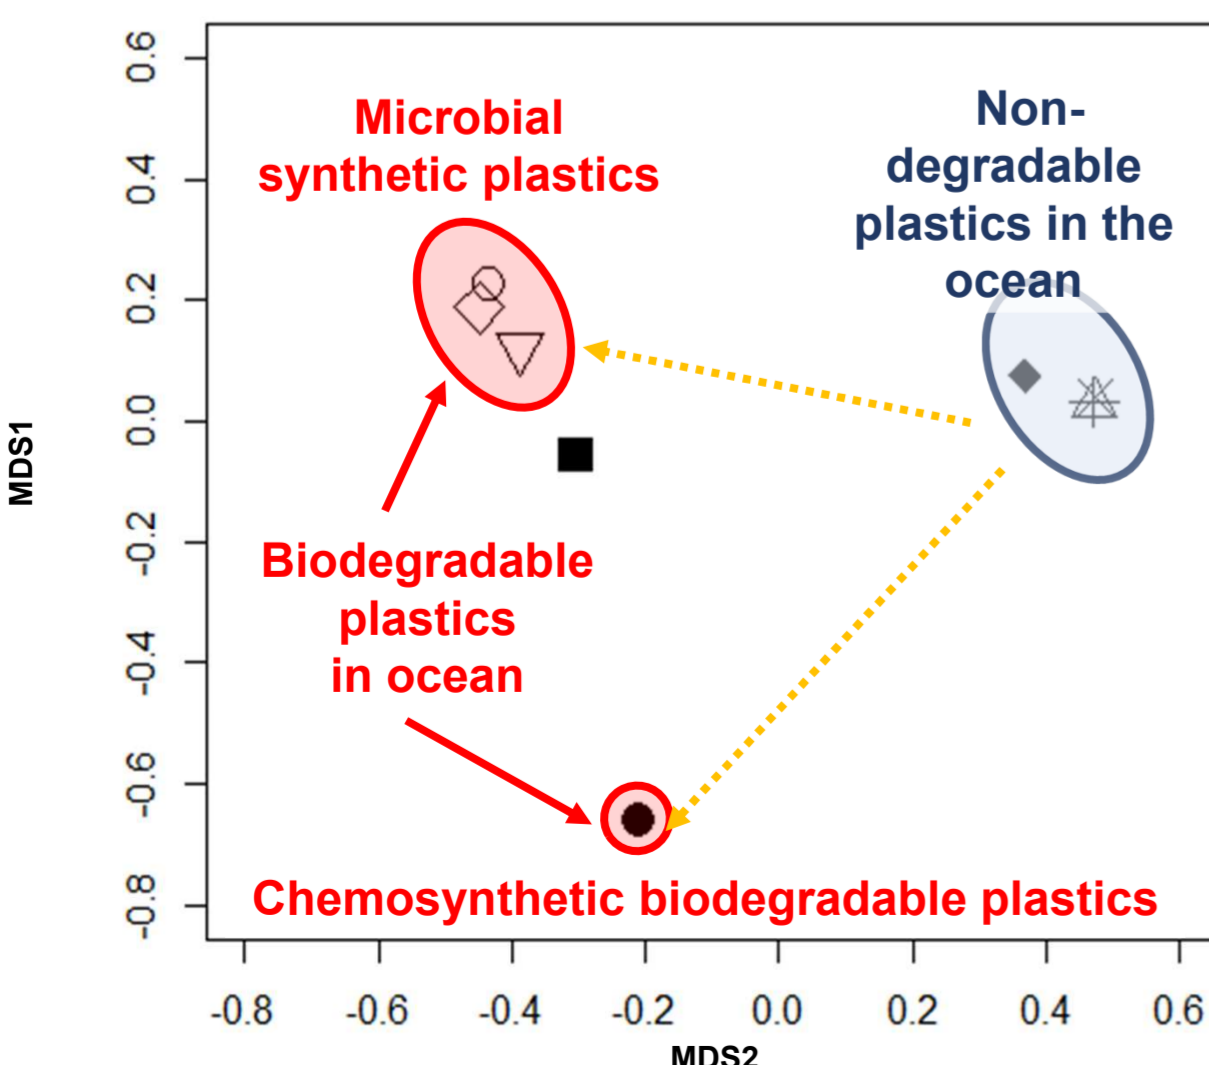 0.6
0.4
0.2
0.0
-0.2
-0.4
-0.6
-0.8
MDS1
Microbial
synthetic plastics
Non-
degradable
plastics in the
ocean
Biodegradable
plastics
in ocean
Chemosynthetic biodegradable plastics
-0.8 -0.6 -0.4 -0.2 0.0 0.2 0.4 0.6
MDS2